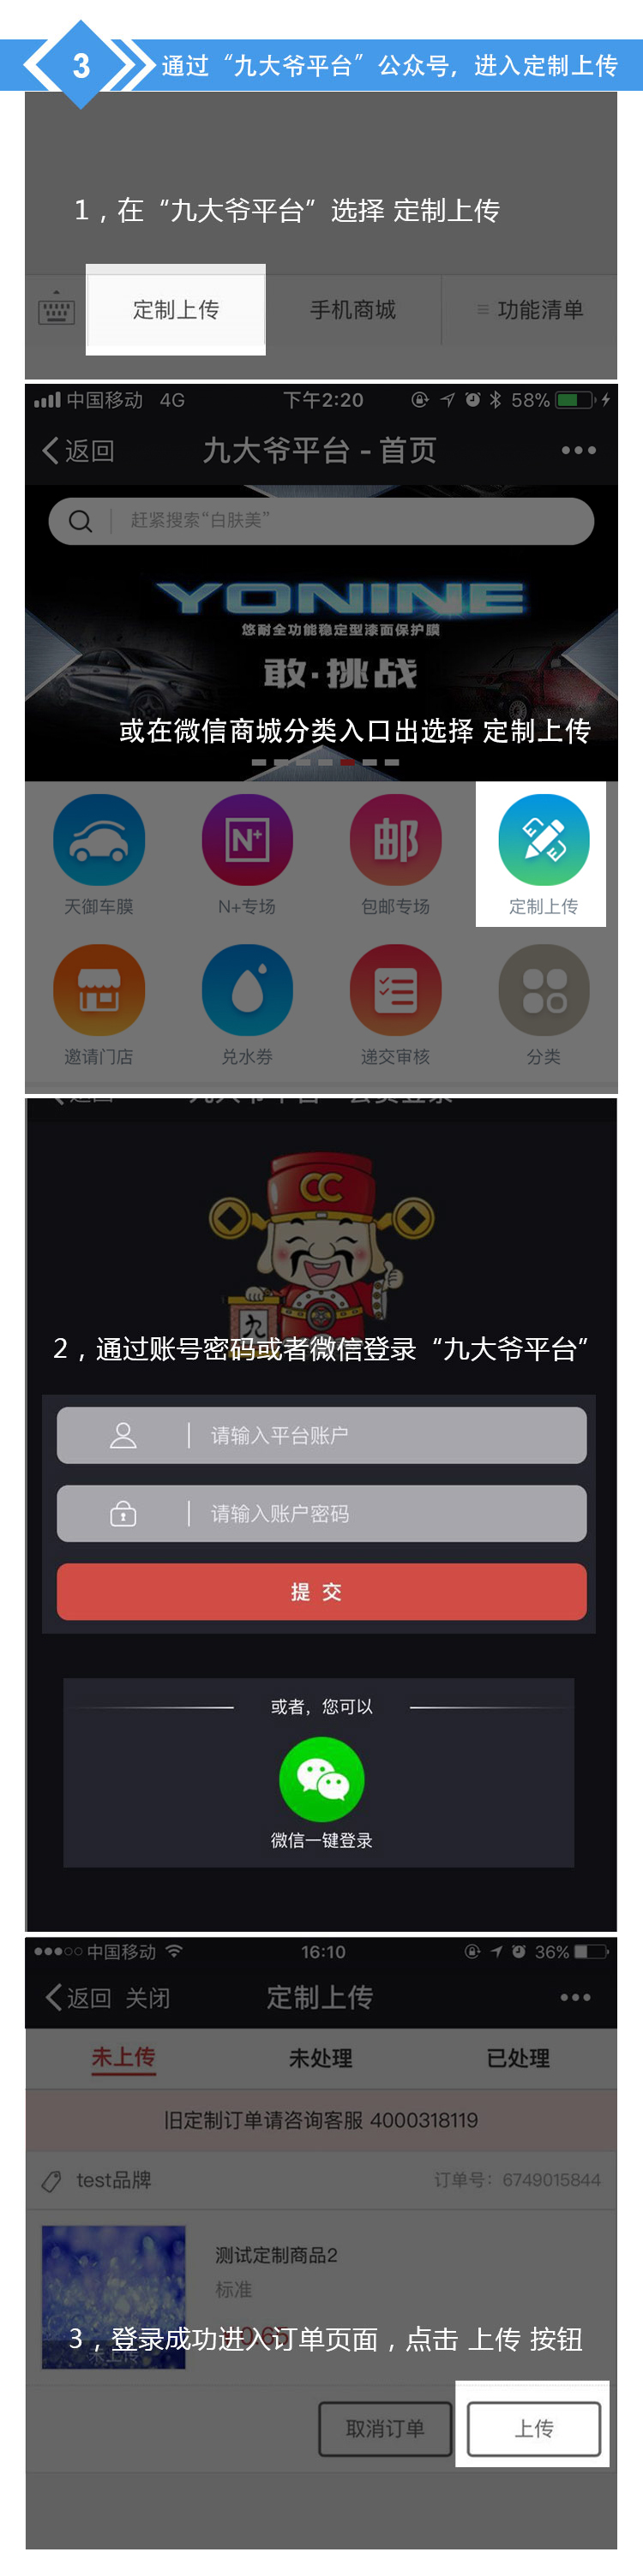 3
通过“九大爷平台”公众号，进入定制上传
1，在“九大爷平台”选择 定制上传
定制上传
手机商城
功能清单
中国移动 4G 下午2:20 58%
返回 九大爷平台 - 首页
赶紧搜索“白肤美”
YONINE
悠耐全功能稳定型漆面保护膜
敢·挑战
或在微信商城分类入口出选择 定制上传
N+
邮
天御车膜 N+专场 包邮专场 定制上传
邀请门店 兑水券 递交审核 分类
CC
九
2，通过账号密码或者微信登录“九大爷平台”
请输入平台账户
请输入账户密码
提 交
或者，您可以
微信一键登录
中国移动 16:10 36%
返回 关闭 定制上传
未上传 未处理 已处理
旧定制订单请咨询客服 4000318119
test品牌 订单号：6749015844
测试定制商品2
标准
未上传
3，登录成功进入订单页面，点击 上传 按钮
取消订单 上传